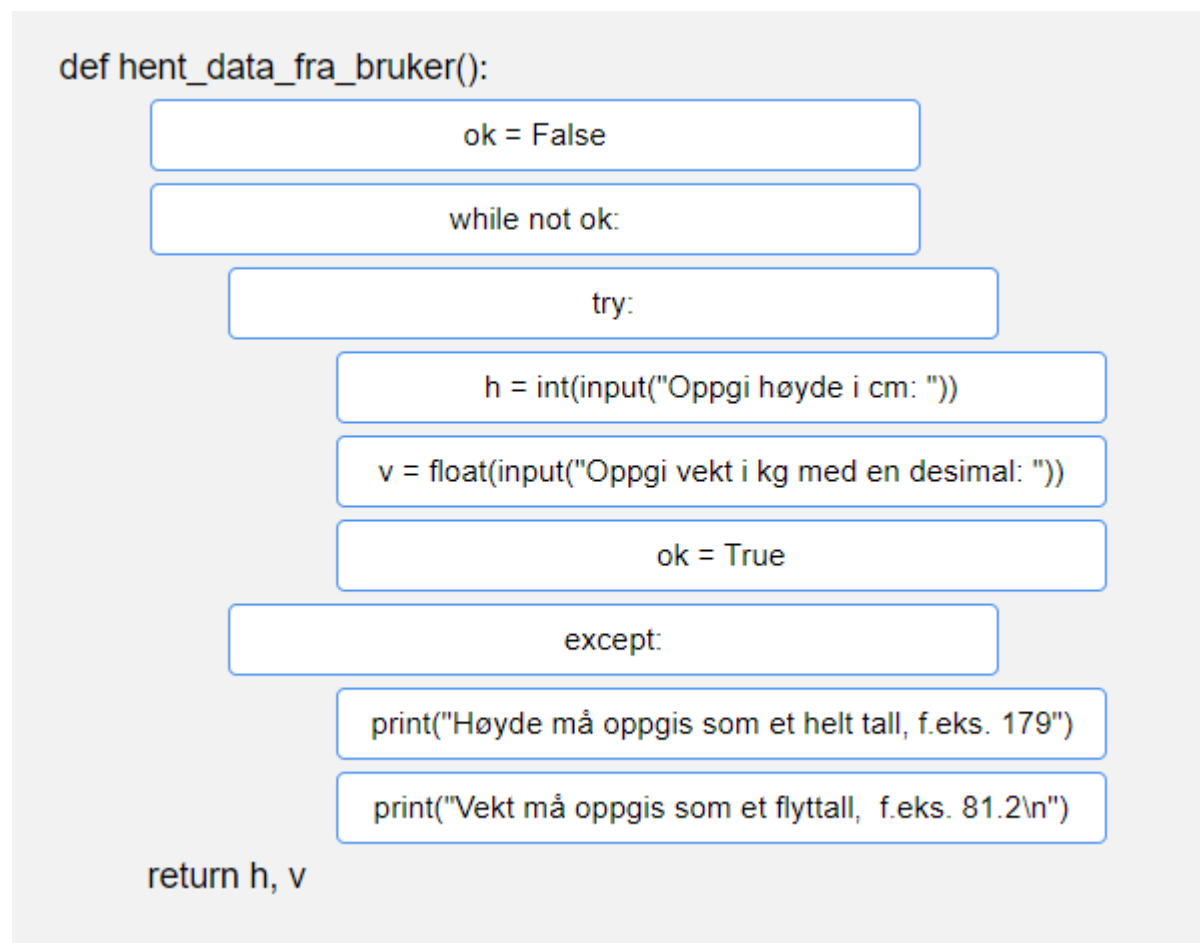 def hent_data_fra_bruker():
ok = False
while not ok:
try:
h = int(input("Oppgi høyde i cm: "))
v = float(input("Oppgi vekt i kg med en desimal: "))
ok = True
except:
print("Høyde må oppgis som et helt tall, f.eks. 179")
print("Vekt må oppgis som et flyttall,  f.eks. 81.2\n")
return h, v